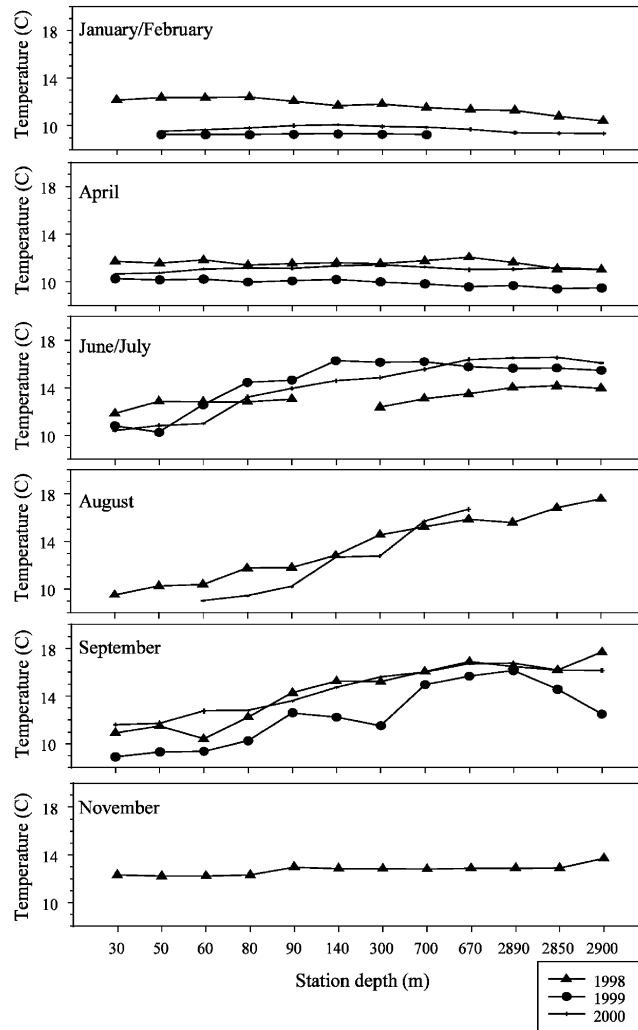 Temperature (C)
January/February
18
14
10
Temperature (C)
April
18
14
10
Temperature (C)
June/July
18
14
10
Temperature (C)
August
18
14
10
Temperature (C)
September
18
14
10
Temperature (C)
November
18
14
10
30 50 60 80 90 140 300 700 670 2890 2850 2900
Station depth (m)
1998
1999
2000